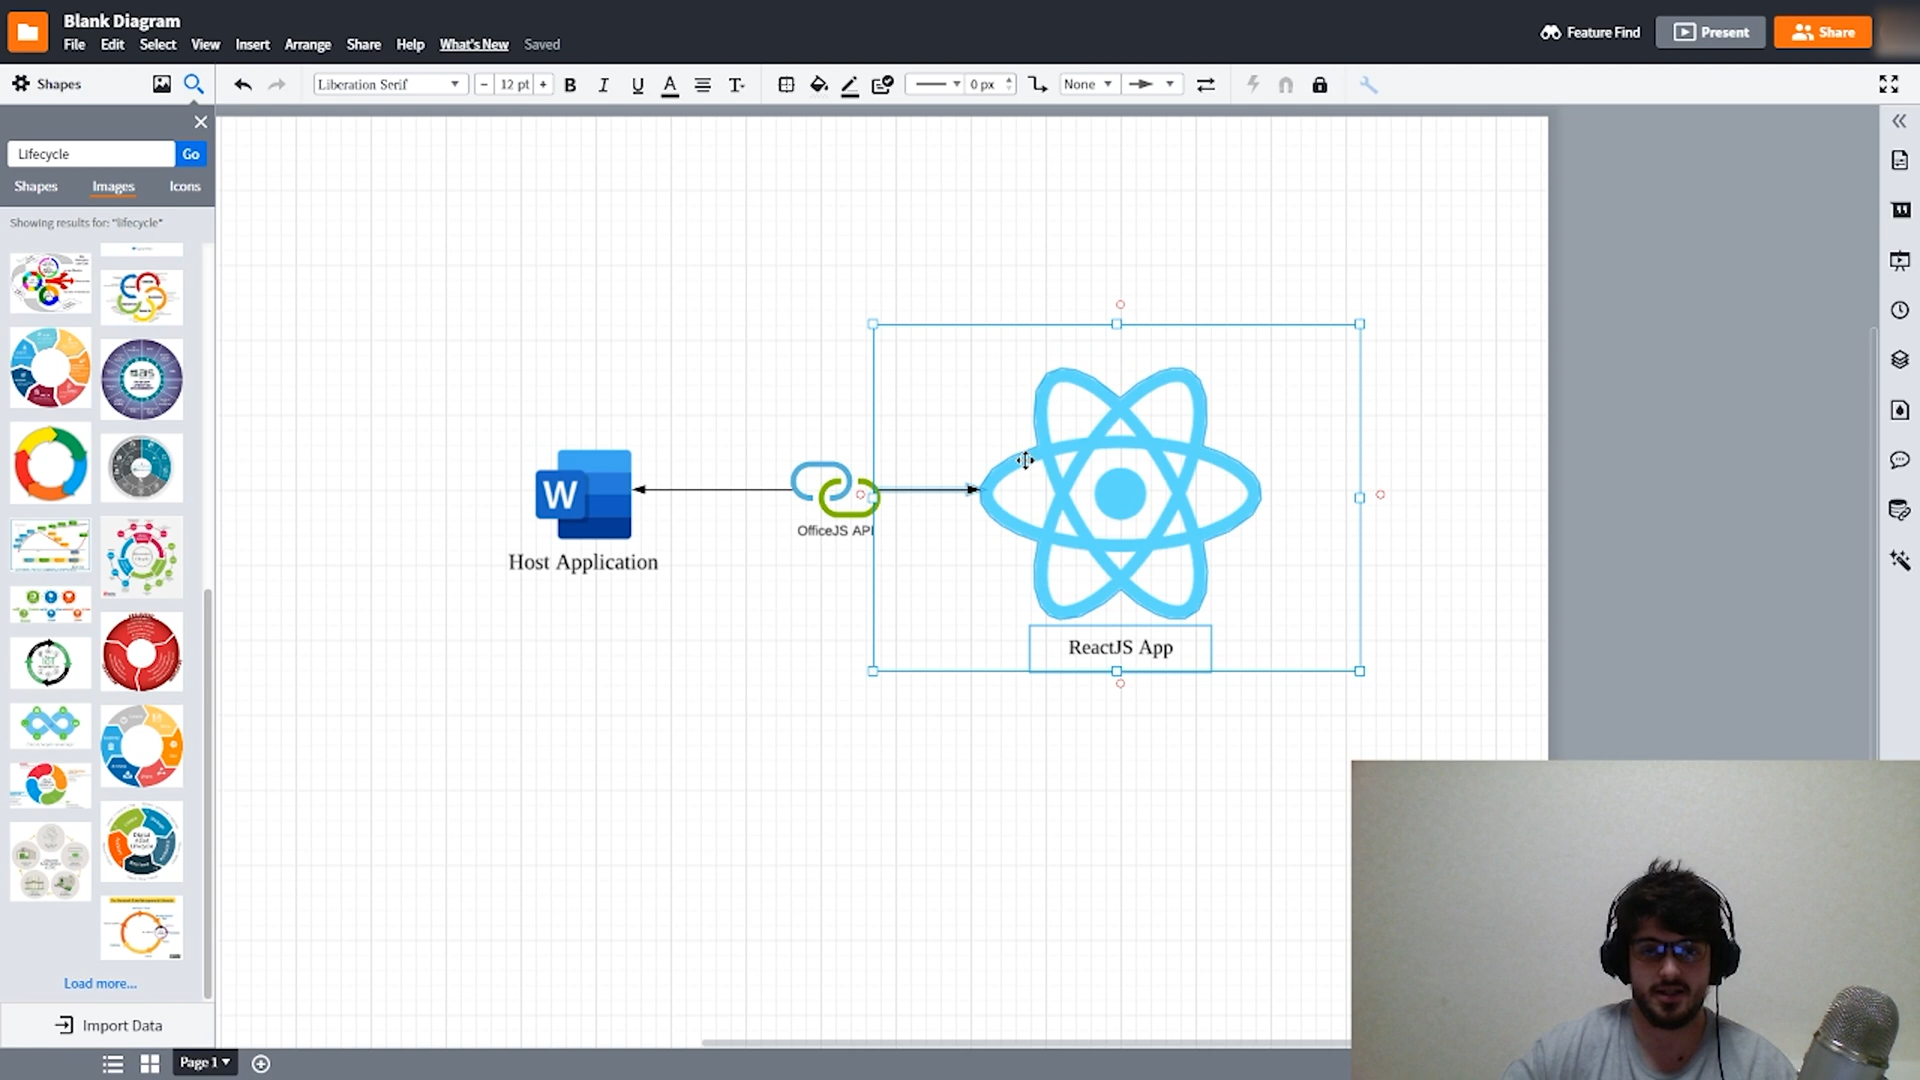 Blank Diagram
File Edit Select View Insert Arrange Share Help What's New Saved
Feature Find
Present
Share
Shapes
Liberation Serif
12 pt
0 px
None
Lifecycle
Go
Shapes Images Icons
Showing results for: "lifecycle"
W
Host Application
OfficeJS API
ReactJS App
Load more...
Import Data
Page 1